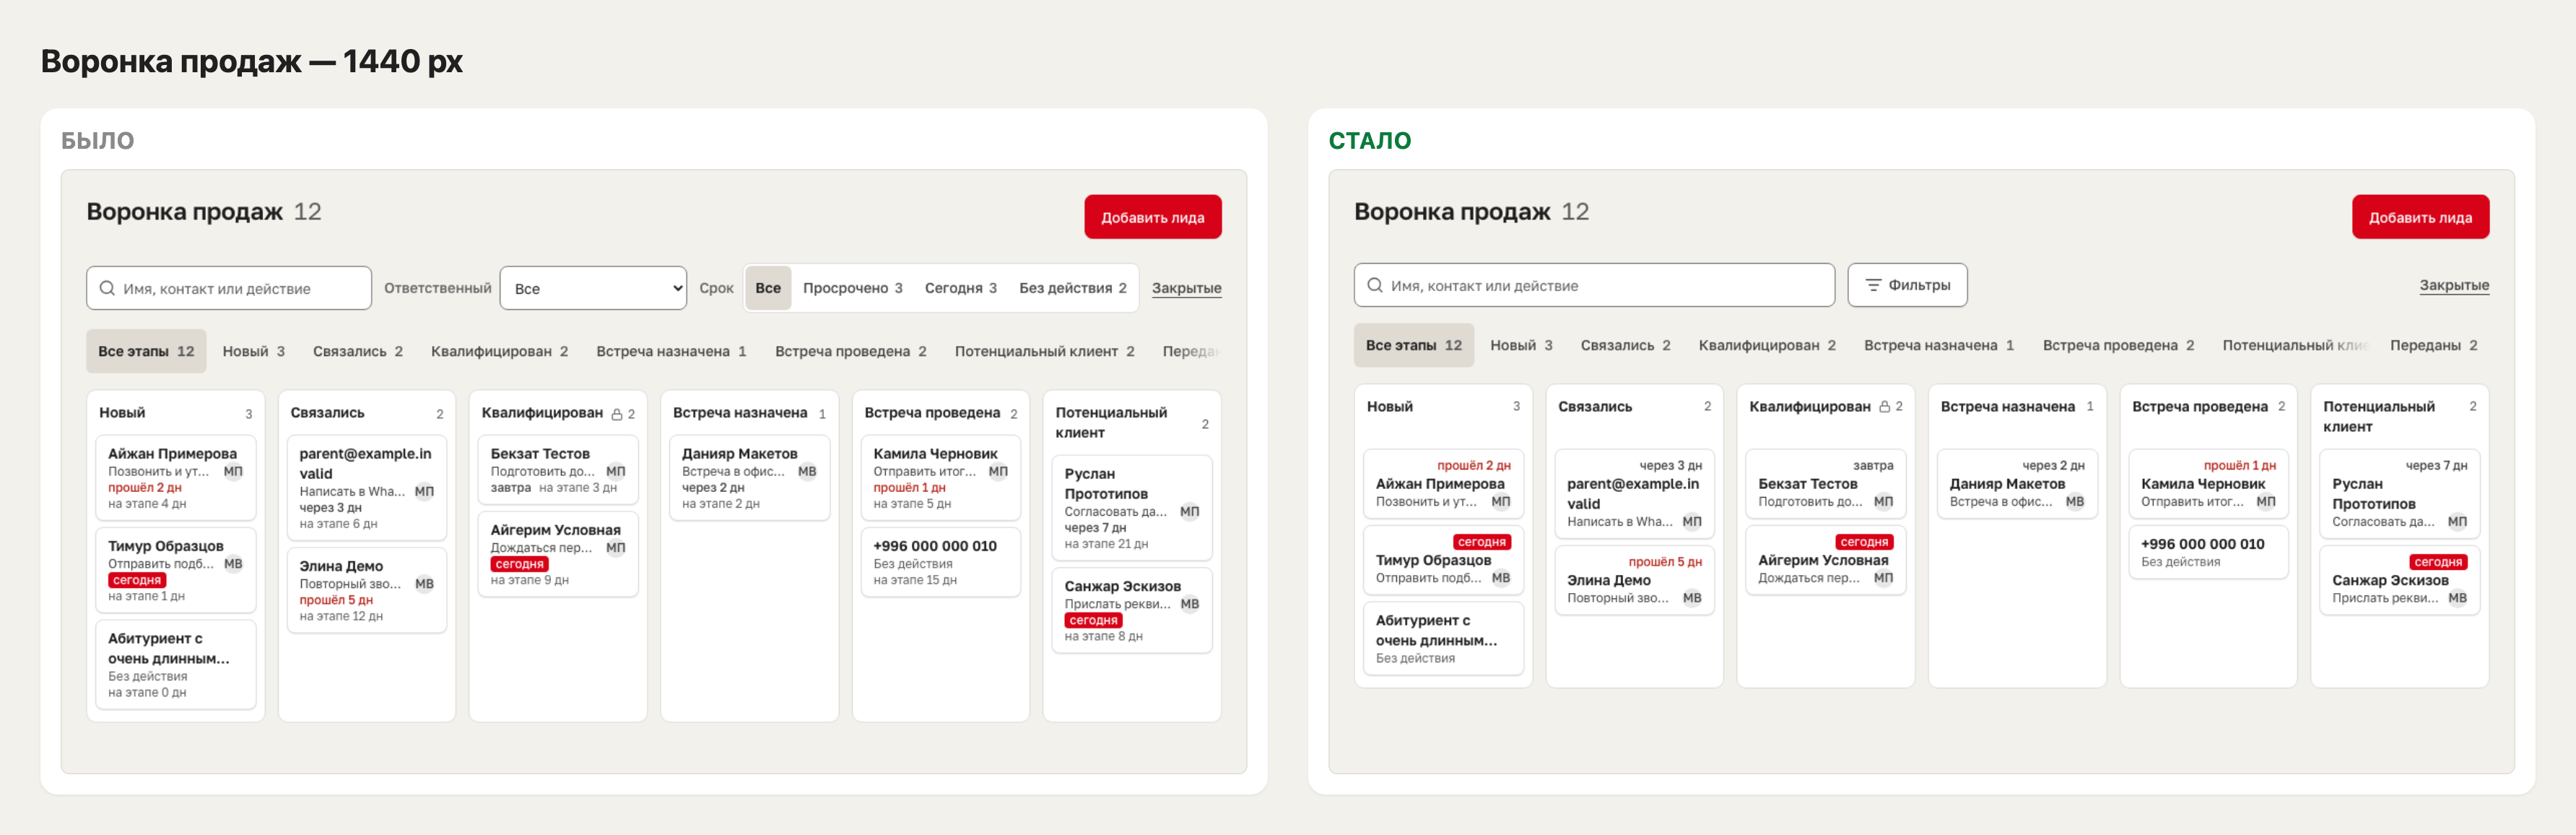 Воронка продаж — 1440 px
БЫЛО
Воронка продаж 12
Добавить лида
Имя, контакт или действие
Ответственный
Все
Срок
Все
Просрочено 3
Сегодня 3
Без действия 2
Закрытые
Все этапы 12
Новый 3
Связались 2
Квалифицирован 2
Встреча назначена 1
Встреча проведена 2
Потенциальный клиент 2
Новый 3
Айжан Примерова
Позвонить и ут... МП
прошёл 2 дн
на этапе 4 дн
Тимур Образцов
Отправить подб... МВ
сегодня
на этапе 1 дн
Абитуриент с
очень длинным...
Без действия
на этапе 0 дн
Связались 2
parent@example.in
valid
Написать в Wha... МП
через 3 дн
на этапе 6 дн
Элина Демо
Повторный зво... МВ
прошёл 5 дн
на этапе 12 дн
Квалифицирован 2
Бекзат Тестов
Подготовить до... МП
завтра на этапе 3 дн
Айгерим Условная
Дождаться пер... МП
сегодня
на этапе 9 дн
Встреча назначена 1
Данияр Макетов
Встреча в офис... МВ
через 2 дн
на этапе 2 дн
Встреча проведена 2
Камила Черновик
Отправить итог... МП
прошёл 1 дн
на этапе 5 дн
+996 000 000 010
Без действия
на этапе 15 дн
Потенциальный
клиент 2
Руслан
Прототипов
Согласовать да... МП
через 7 дн
на этапе 21 дн
Санжар Эскизов
Прислать рекви... МВ
сегодня
на этапе 8 дн
СТАЛО
Воронка продаж 12
Добавить лида
Имя, контакт или действие
Фильтры
Закрытые
Все этапы 12
Новый 3
Связались 2
Квалифицирован 2
Встреча назначена 1
Встреча проведена 2
Потенциальный
Переданы 2
Новый 3
прошёл 2 дн
Айжан Примерова
Позвонить и ут... МП
сегодня
Тимур Образцов
Отправить подб... МВ
Абитуриент с
очень длинным...
Без действия
Связались 2
через 3 дн
parent@example.in
valid
Написать в Wha... МП
прошёл 5 дн
Элина Демо
Повторный зво... МВ
Квалифицирован 2
завтра
Бекзат Тестов
Подготовить до... МП
сегодня
Айгерим Условная
Дождаться пер... МП
Встреча назначена 1
через 2 дн
Данияр Макетов
Встреча в офис... МВ
Встреча проведена 2
прошёл 1 дн
Камила Черновик
Отправить итог... МП
+996 000 000 010
Без действия
Потенциальный 2
клиент
через 7 дн
Руслан
Прототипов
Согласовать да... МП
сегодня
Санжар Эскизов
Прислать рекви... МВ